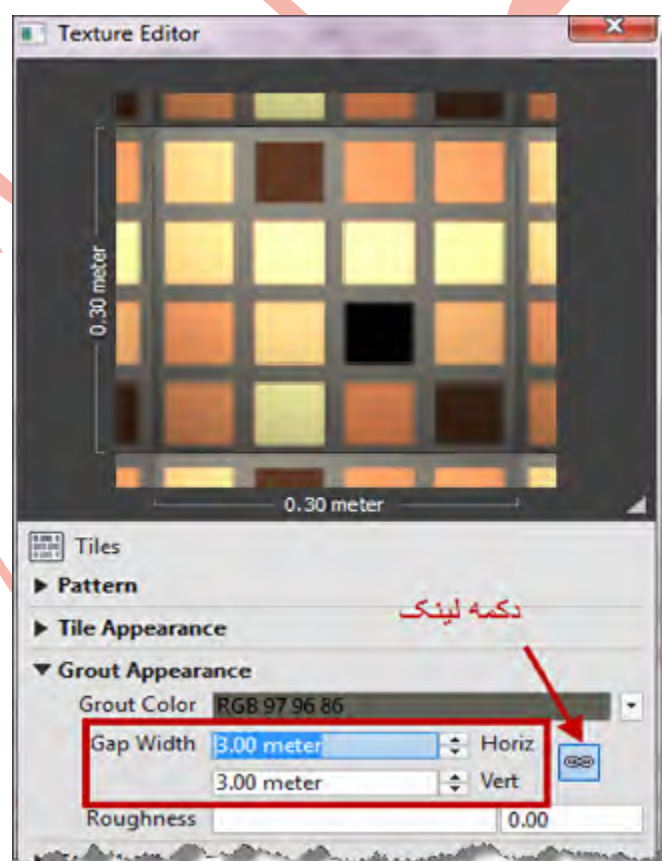 Texture Editor
0.30 meter
0.30 meter
Tiles
Pattern
Tile Appearance
دکمه لینک
Grout Appearance
Grout Color RGB 97 96 86
Gap Width 3.00 meter Horiz
3.00 meter Vert
Roughness 0.00